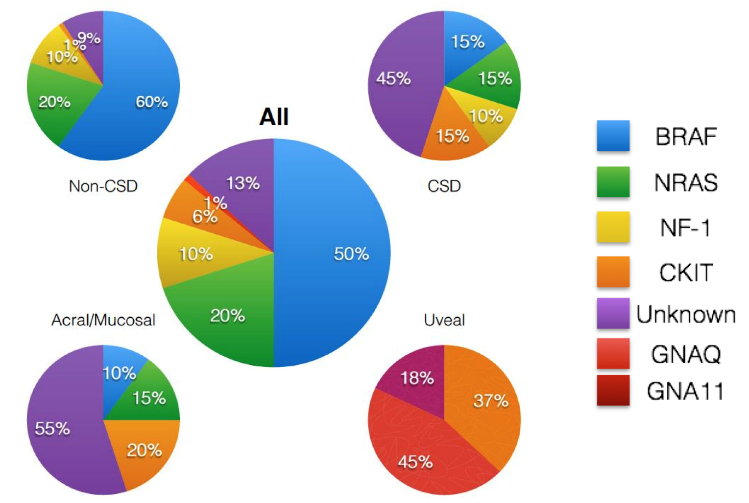 9%
1%
10%
20%
60%
Non-CSD
15%
45%
15%
10%
15%
CSD
All
13%
1%
6%
50%
10%
20%
BRAF
NRAS
NF-1
CKIT
Unknown
GNAQ
GNA11
Acral/Mucosal
10%
15%
55%
20%
Uveal
18%
37%
45%